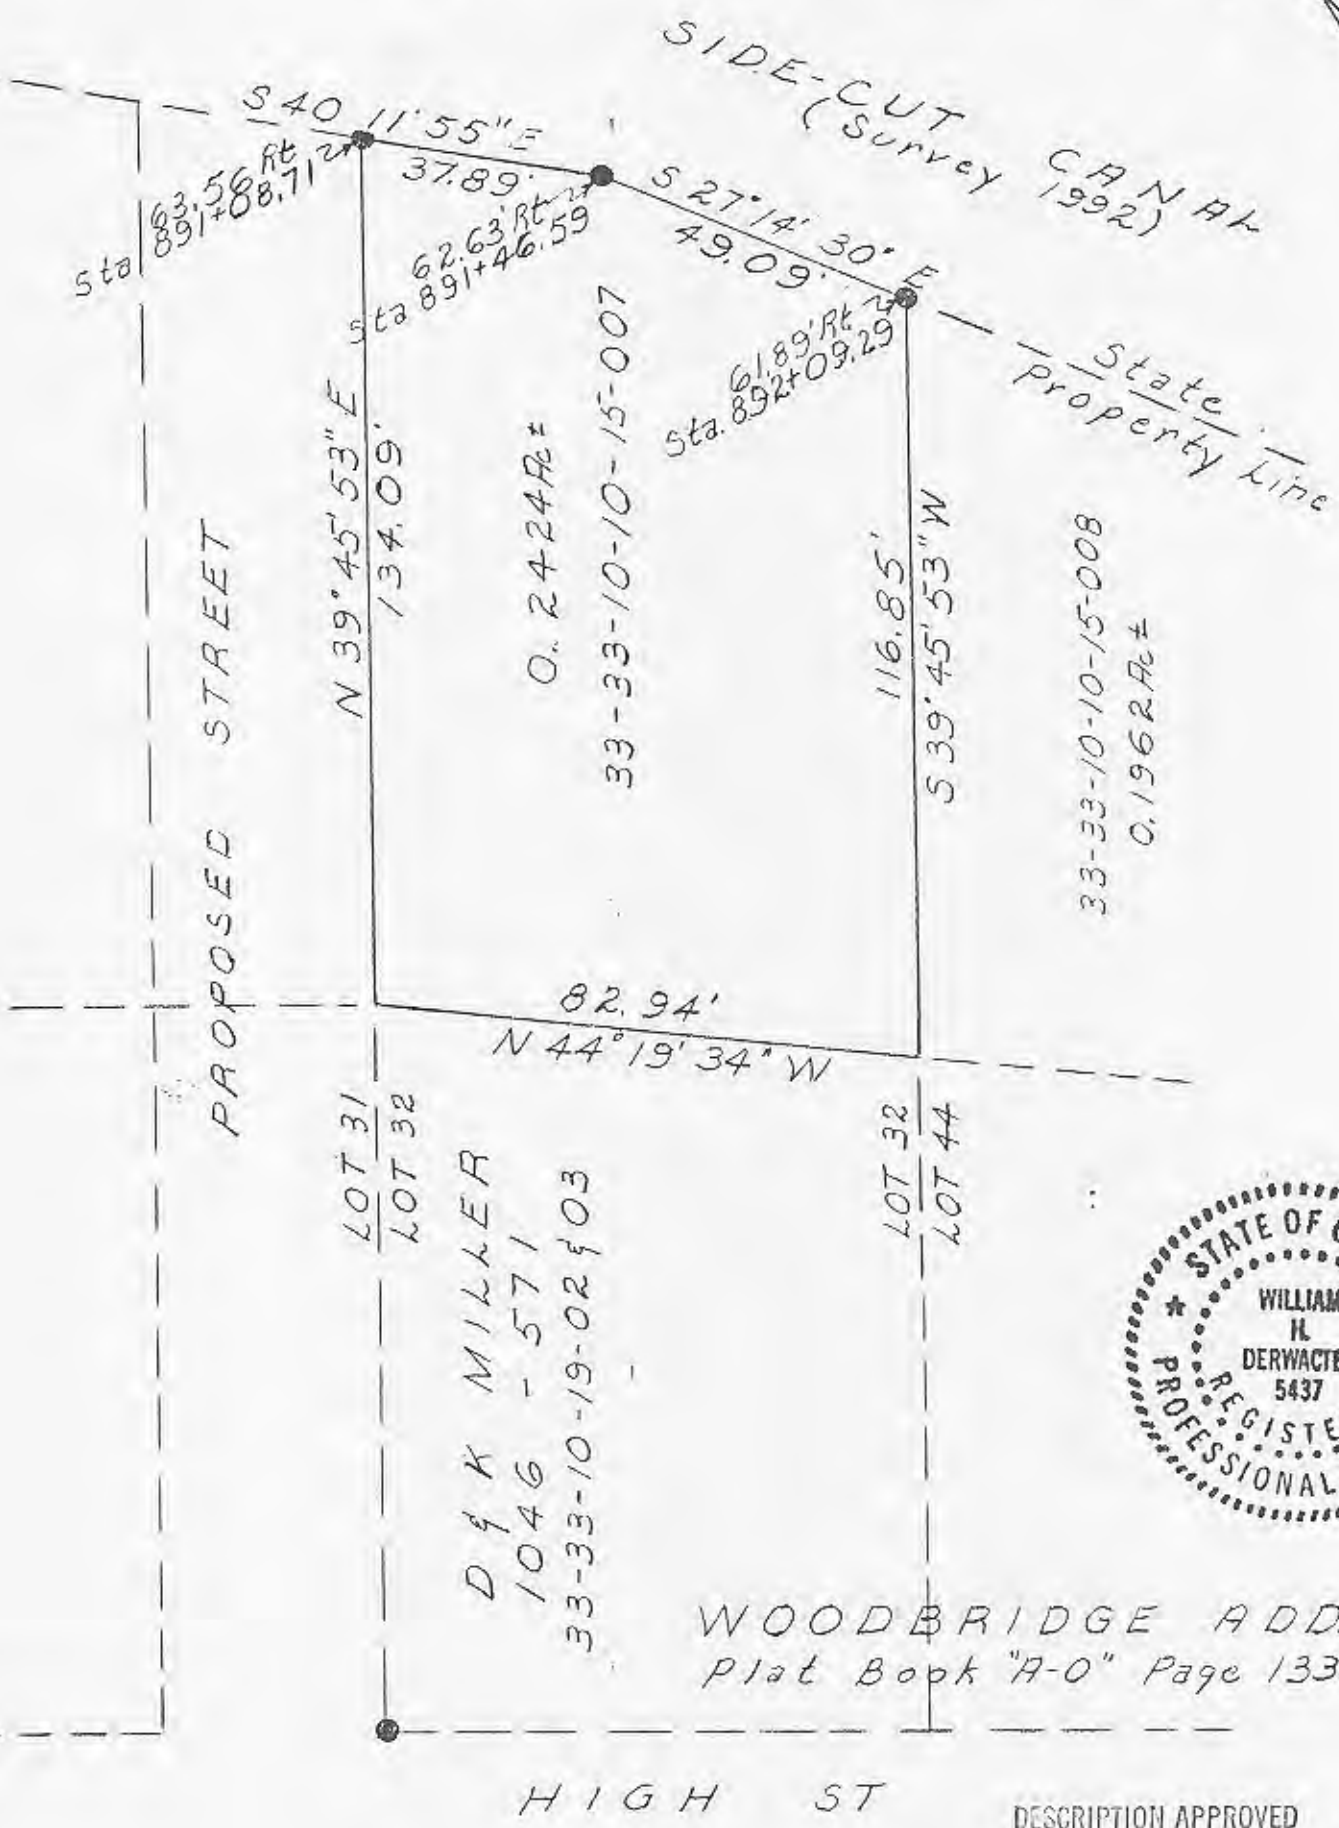 SIDE-CUT CANAL
(Survey 1992)
S 40 11'55" E
37.89'
63.56 Rt
Sta 891+08.71
62.63' Rt
Sta 891+46.59
S 27° 14' 30" E
49.09'
61.89' Rt
Sta. 892+09.29
State
Property Line
N 39° 45' 53" E
134.09'
0.2424 Ac±
33-33-10-10-15-007
116.85'
S 39° 45' 53" W
33-33-10-10-15-008
0.1962 Ac±
PROPOSED STREET
82.94'
N 44° 19' 34" W
LOT 31
LOT 32
LOT 32
LOT 44
D & K MILLER
1046 - 571
33-33-10-19-02 & 03
STATE OF
WILLIAM
H.
DERWACTE
5437
REGISTE
PROFESSIONAL
WOODBRIDGE ADD.
Plat Book "A-O" Page 133
HIGH ST
DESCRIPTION APPROVED